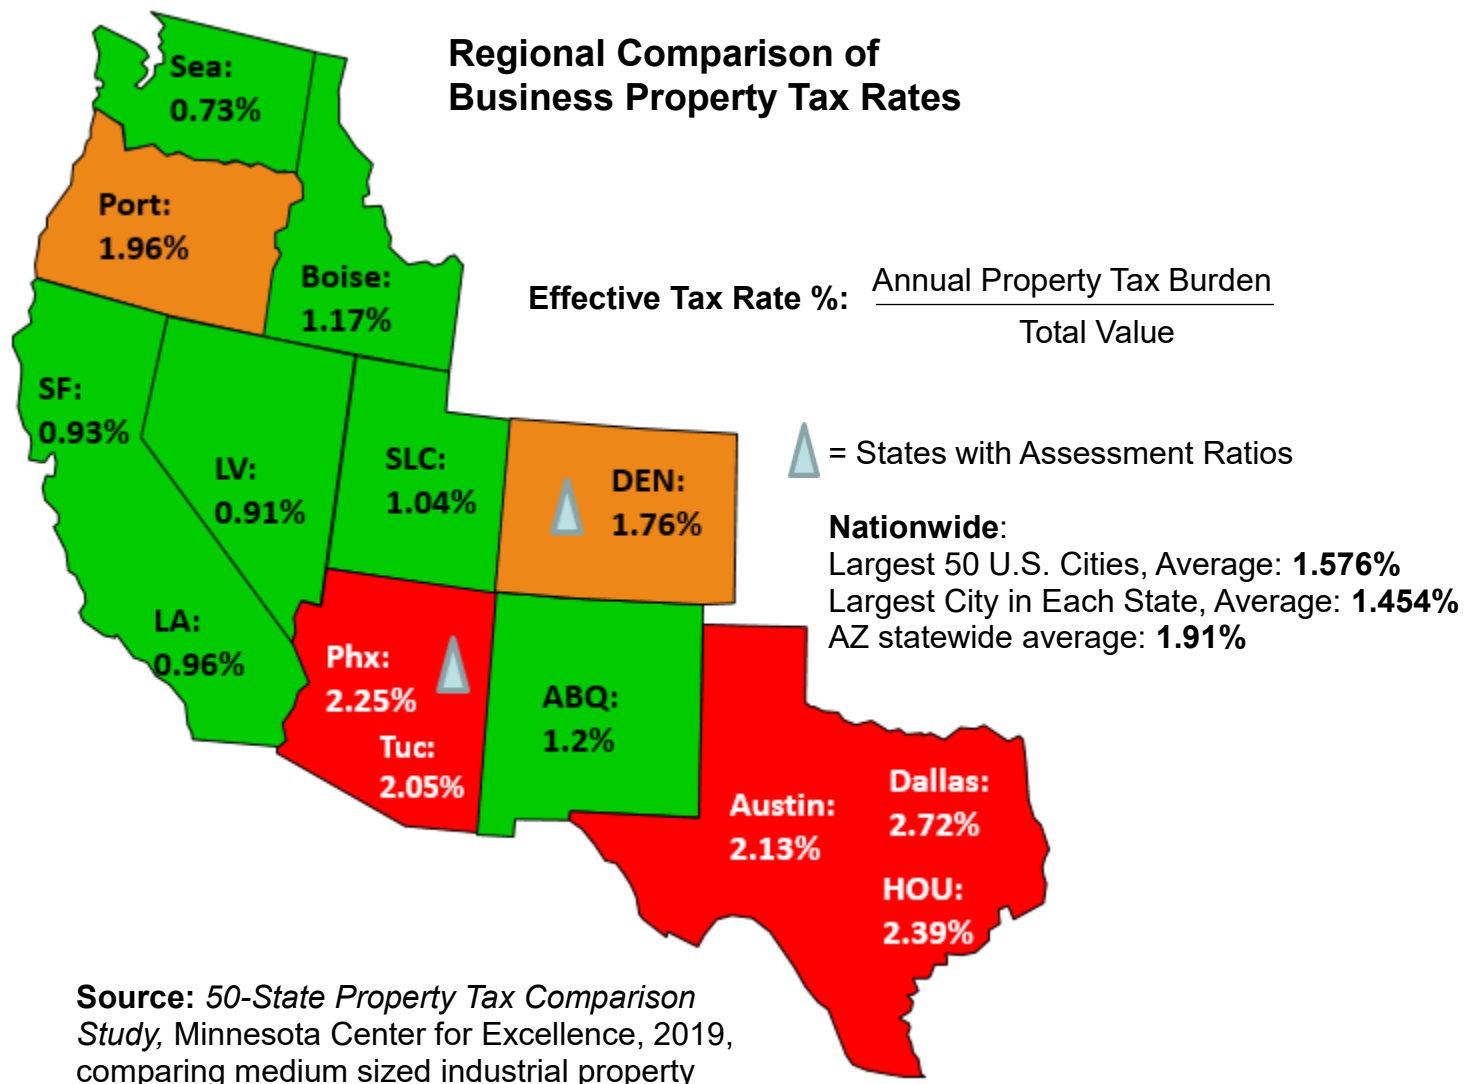 Regional Comparison of
Business Property Tax Rates
Sea:
0.73%
Port:
1.96%
Boise:
1.17%
Effective Tax Rate %:
Annual Property Tax Burden
Total Value
SF:
0.93%
LV:
0.91%
SLC:
1.04%
DEN:
1.76%
= States with Assessment Ratios
Nationwide:
Largest 50 U.S. Cities, Average: 1.576%
Largest City in Each State, Average: 1.454%
AZ statewide average: 1.91%
LA:
0.96%
Phx:
2.25%
Tuc:
2.05%
ABQ:
1.2%
Austin:
2.13%
Dallas:
2.72%
HOU:
2.39%
Source: 50-State Property Tax Comparison
Study, Minnesota Center for Excellence, 2019,
comparing medium sized industrial property